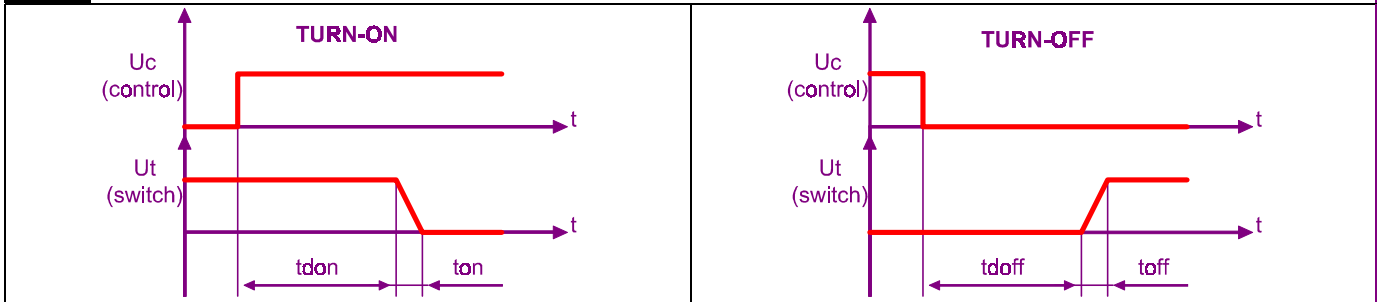 TURN-ON
Uc
(control)
t
Ut
(switch)
t
tdon
ton
TURN-OFF
Uc
(control)
t
Ut
(switch)
t
tdoff
toff